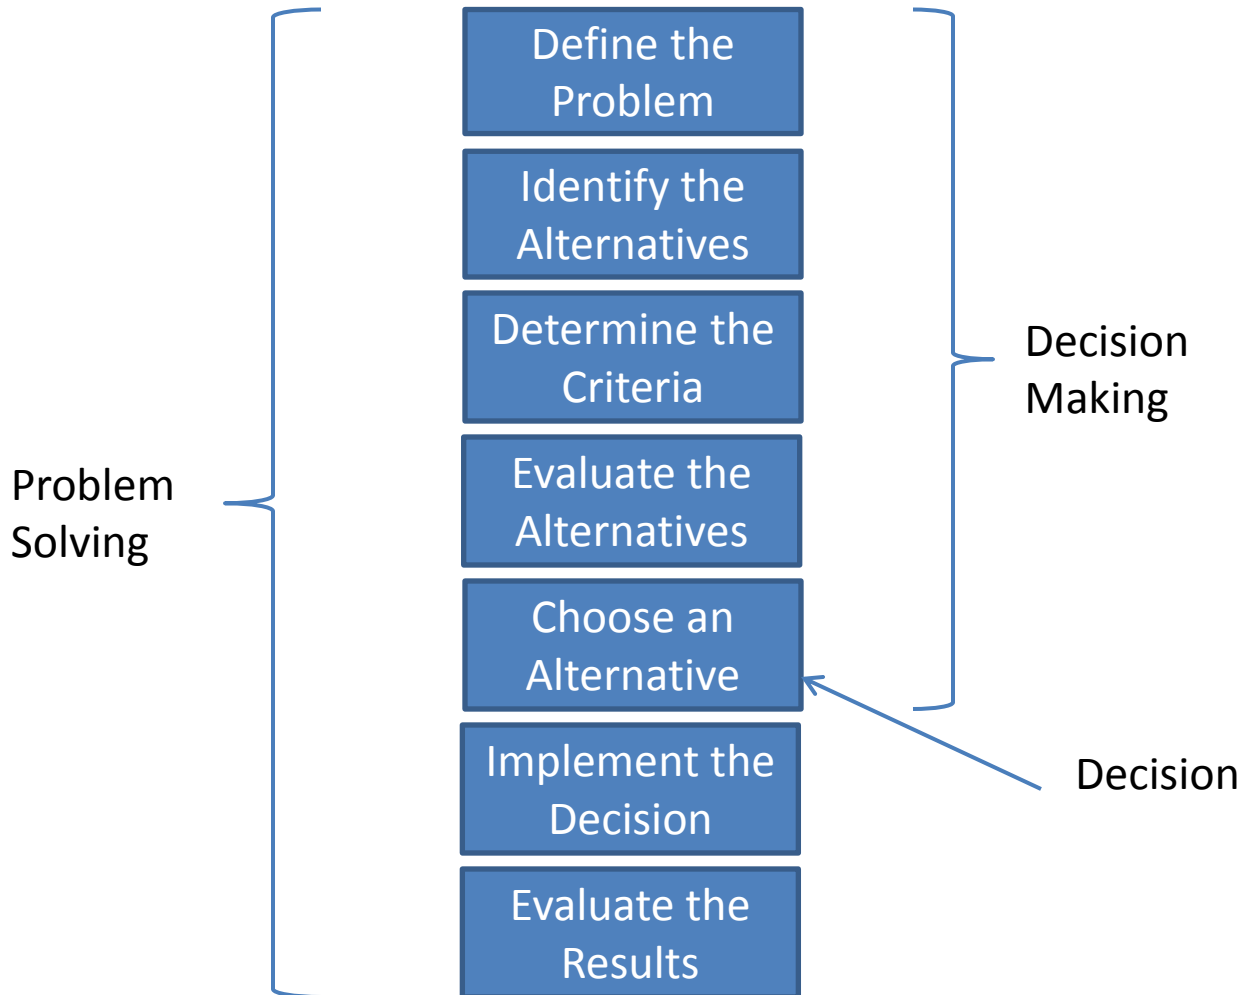 Define the
Problem
Identify the
Alternatives
Determine the
Criteria
Evaluate the
Alternatives
Choose an
Alternative
Implement the
Decision
Evaluate the
Results
Problem
Solving
Decision
Making
Decision